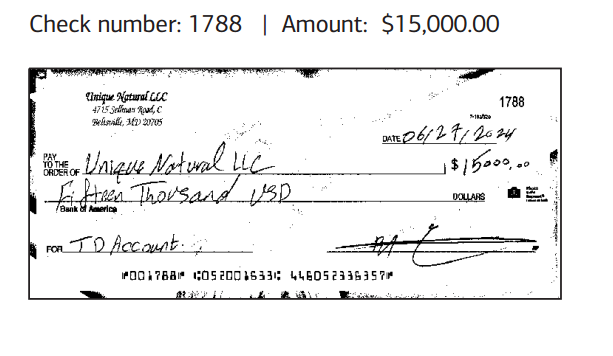 Check number: 1788 | Amount: $15,000.00
Unique Natural LLC
1788
4715 Sellman Road, C
Beltsville, MD 20705
DATE 06/27/2024
PAY
TO THE
ORDER OF Unique Natural LLC $15000.00
Fifteen Thousand USD DOLLARS
Bank of America
FOR TD Account
⑈001788⑈ ⑆052001633⑆ 446052336357⑈